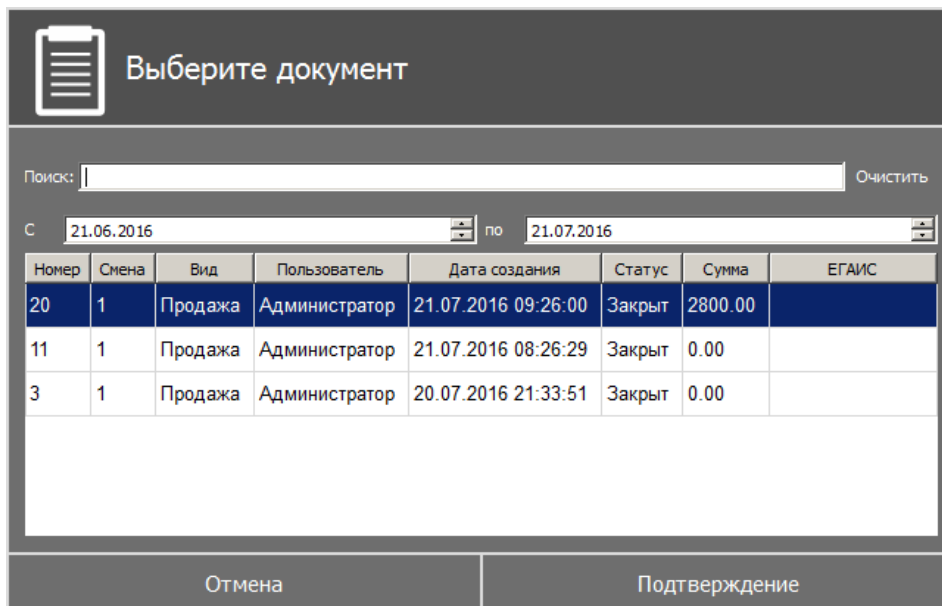 Выберите документ
Поиск: Очистить
С 21.06.2016 по 21.07.2016
Номер Смена Вид Пользователь Дата создания Статус Сумма ЕГАИС
20 1 Продажа Администратор 21.07.2016 09:26:00 Закрыт 2800.00
11 1 Продажа Администратор 21.07.2016 08:26:29 Закрыт 0.00
3 1 Продажа Администратор 20.07.2016 21:33:51 Закрыт 0.00
Отмена Подтверждение